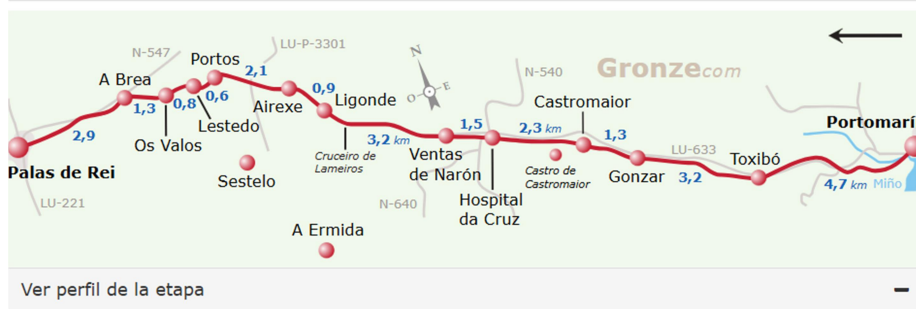 N-547
Portos
LU-P-3301
A Brea
2,1
1,3
0,8
0,6
Airexe
0,9
Ligonde
2,9
Os Valos
Lestedo
Palas de Rei
LU-221
Sestelo
A Ermida
Cruceiro de
Lameiros
3,2 km
N
O
E
Ventas
de Narón
N-640
1,5
Hospital
da Cruz
N-540
2,3 km
Gronze.com
Castromaior
Castro de
Castromaior
1,3
Gonzar
LU-633
3,2
Toxibó
4,7 km
Miño
Portomarí
Ver perfil de la etapa